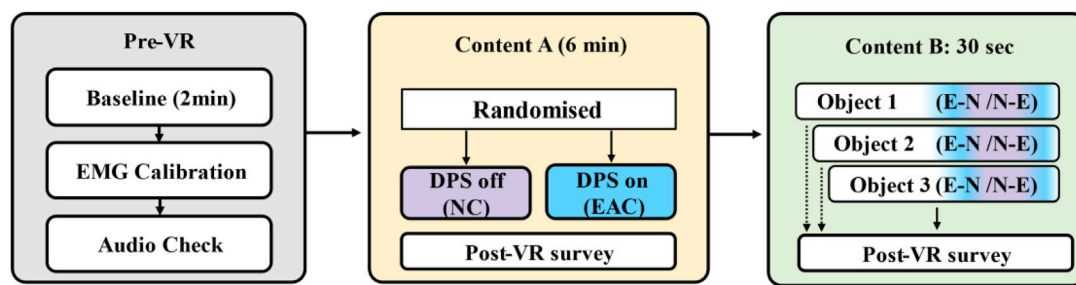 Pre-VR
Baseline (2min)
EMG Calibration
Audio Check
Content A (6 min)
Randomised
DPS off
(NC)
DPS on
(EAC)
Post-VR survey
Content B: 30 sec
Object 1 (E-N /N-E)
Object 2 (E-N /N-E)
Object 3 (E-N /N-E)
Post-VR survey